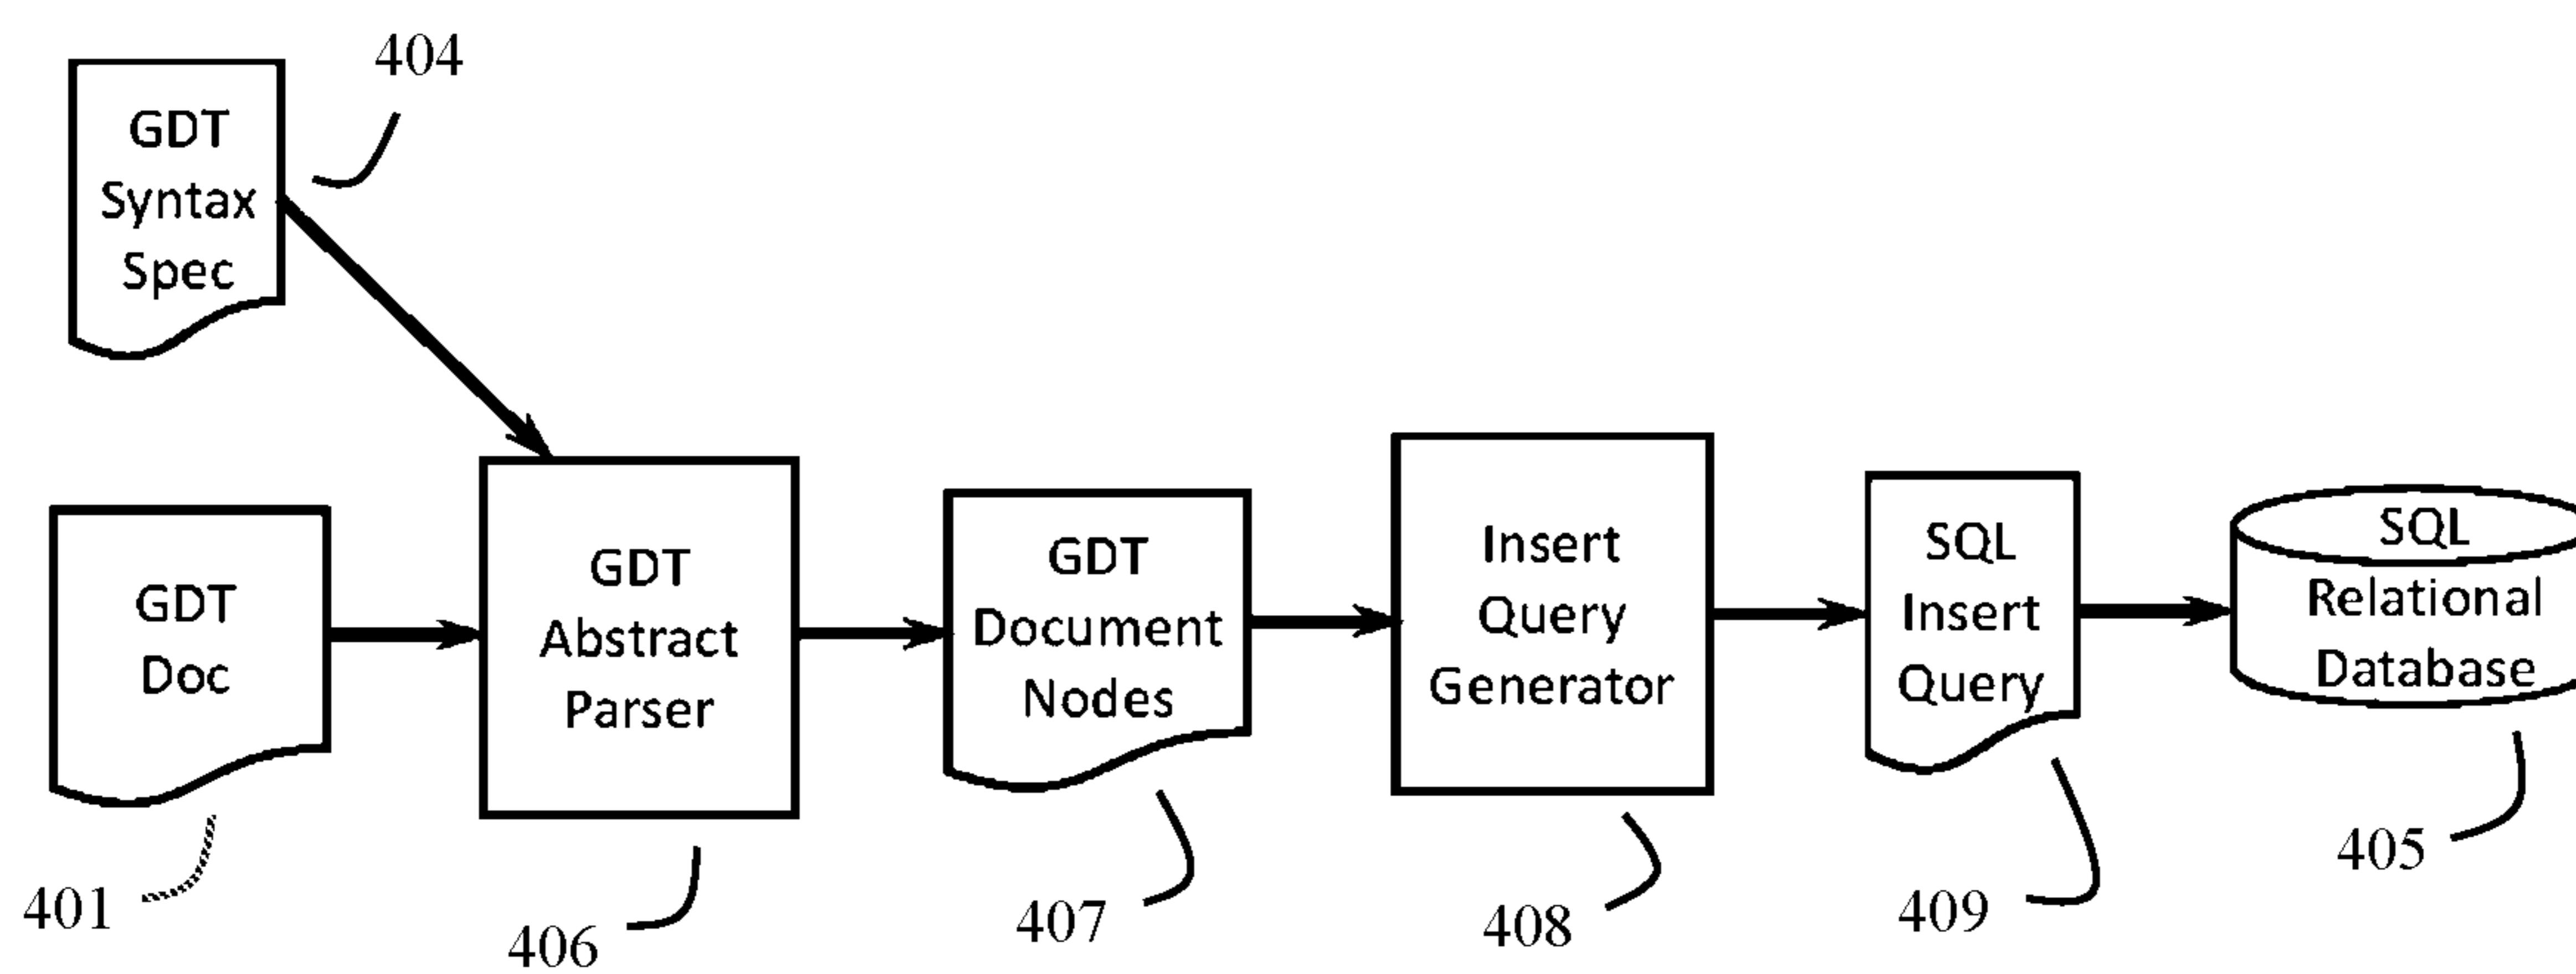 404
GDT
Syntax
Spec
GDT
Doc
GDT
Abstract
Parser
GDT
Document
Nodes
Insert
Query
Generator
SQL
Insert
Query
SQL
Relational
Database
401
406
407
408
409
405